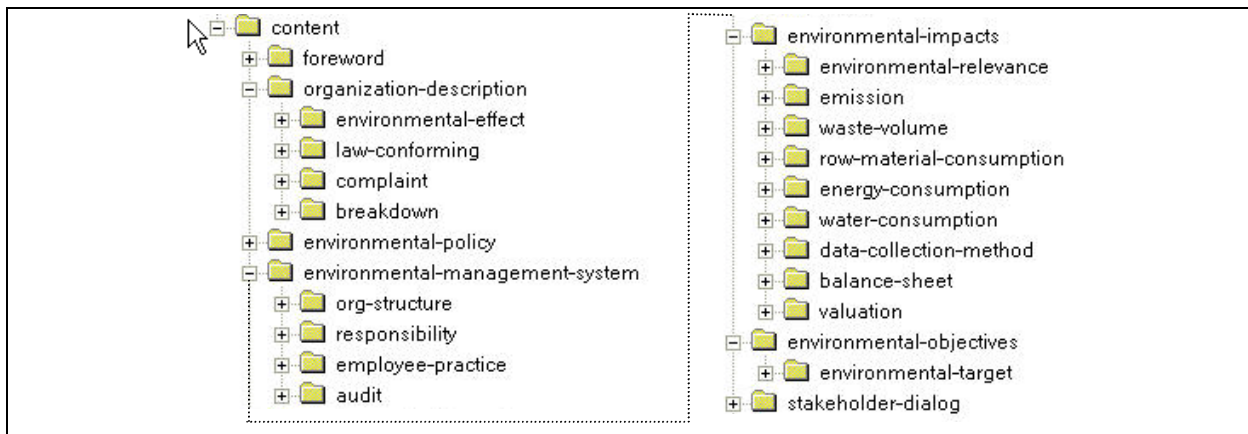 content
foreword
organization-description
environmental-effect
law-conforming
complaint
breakdown
environmental-policy
environmental-management-system
org-structure
responsibility
employee-practice
audit
environmental-impacts
environmental-relevance
emission
waste-volume
row-material-consumption
energy-consumption
water-consumption
data-collection-method
balance-sheet
valuation
environmental-objectives
environmental-target
stakeholder-dialog